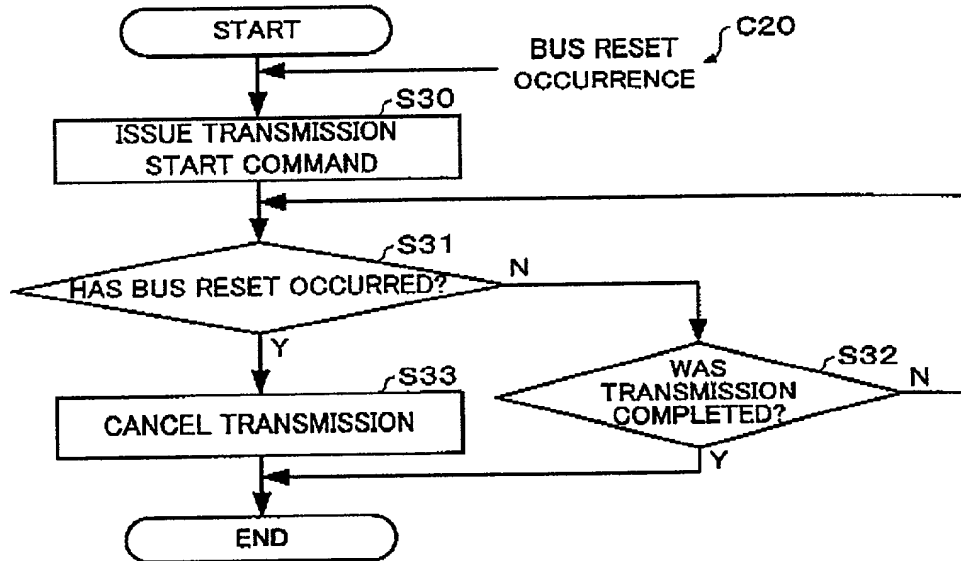 START
BUS RESET
OCCURRENCE
C20
S30
ISSUE TRANSMISSION
START COMMAND
S31
HAS BUS RESET OCCURRED?
N
Y
S32
WAS
TRANSMISSION
COMPLETED?
N
Y
S33
CANCEL TRANSMISSION
END